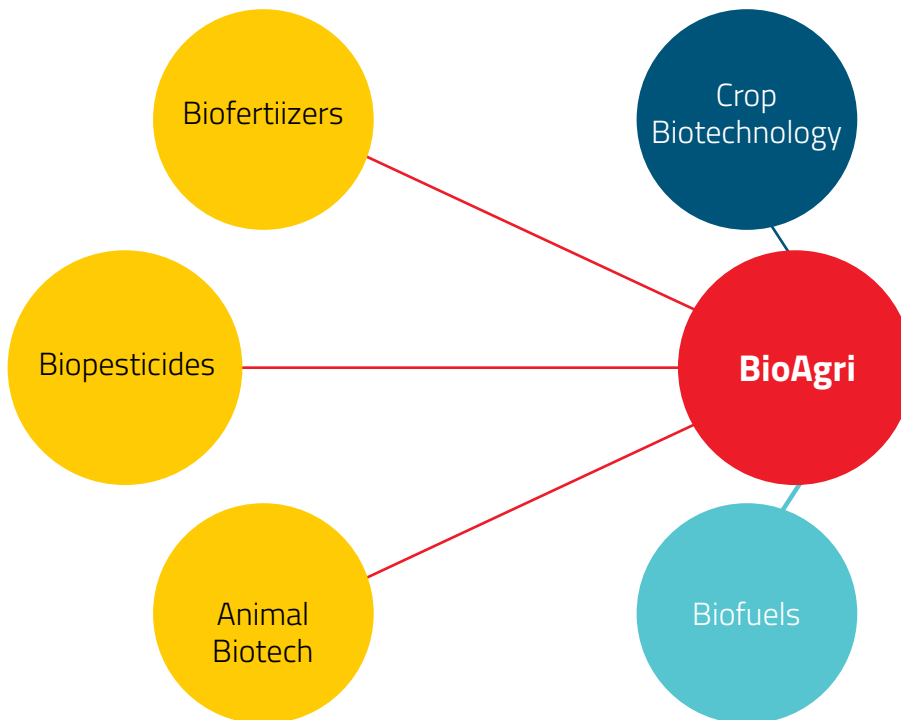 Biofertiizers
Crop
Biotechnology
Biopesticides
BioAgri
Animal
Biotech
Biofuels